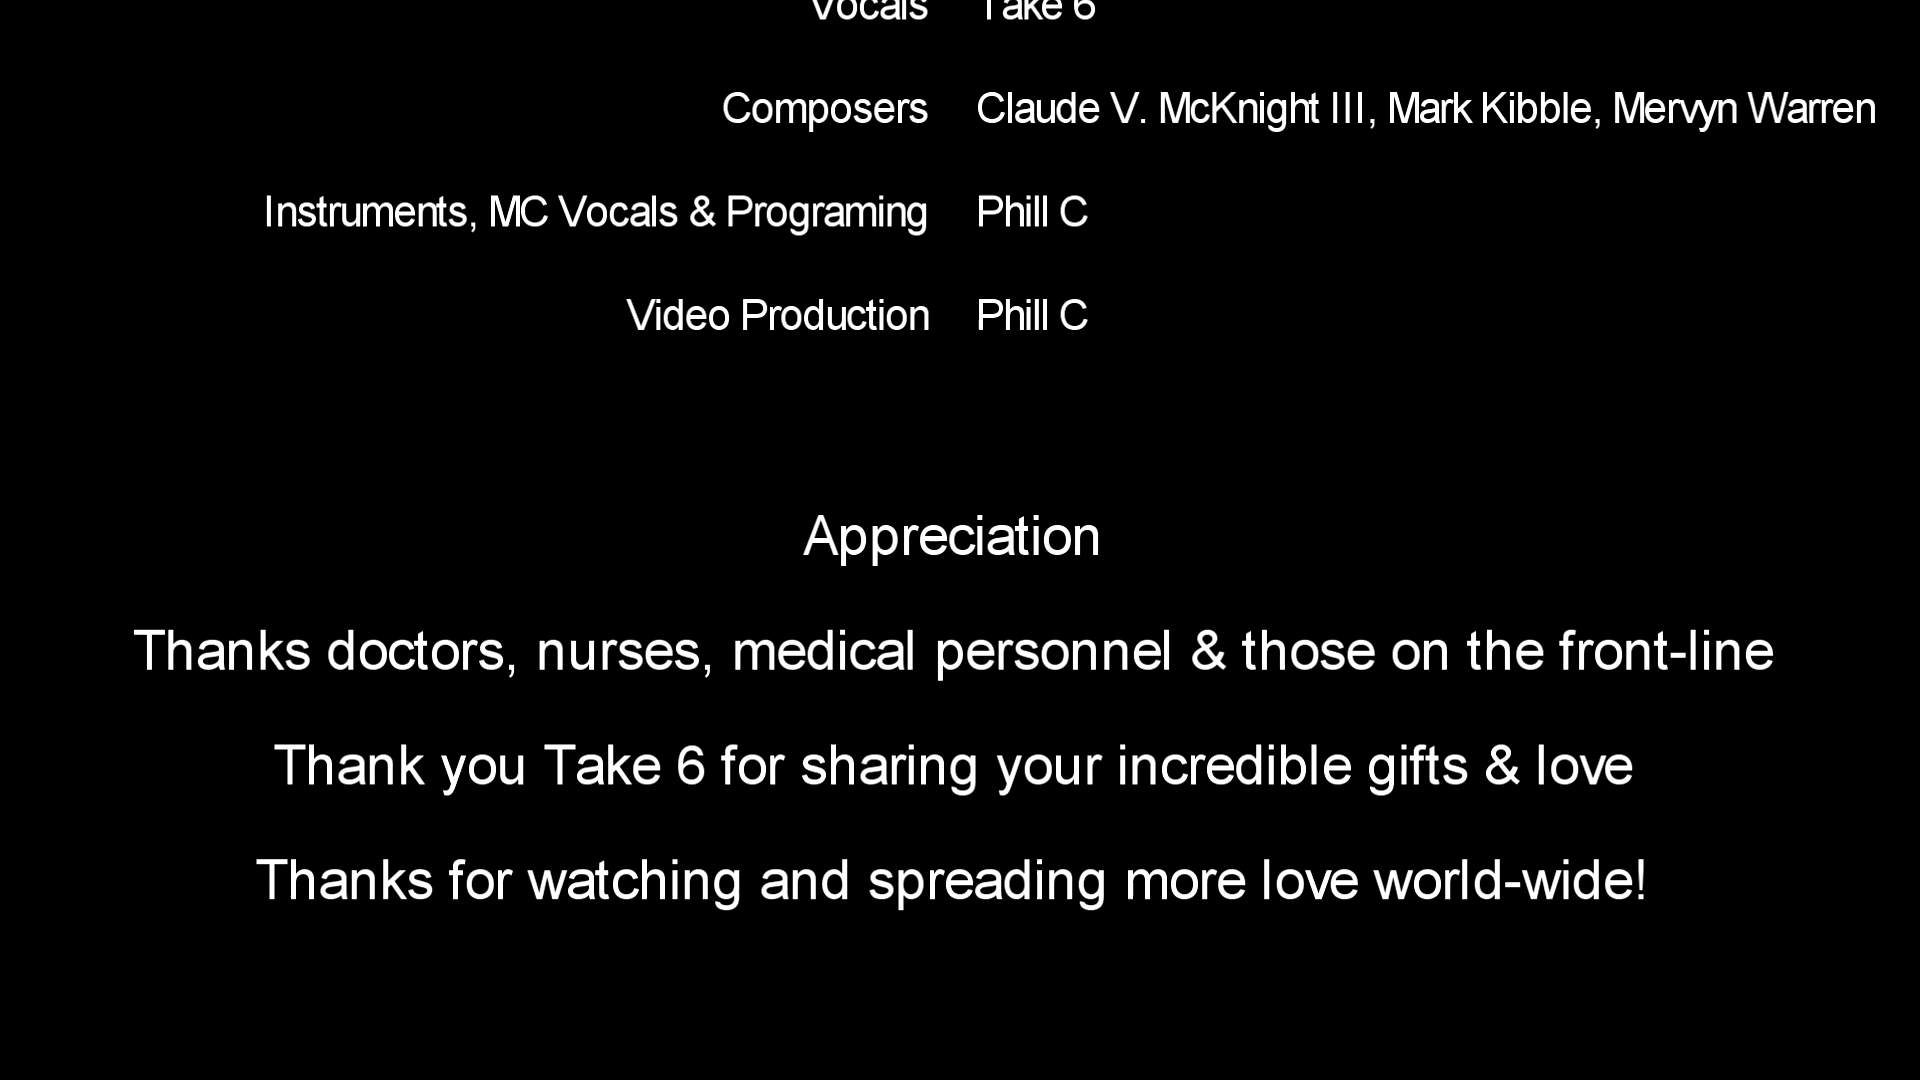 Vocals Take 6
Composers Claude V. McKnight III, Mark Kibble, Mervyn Warren
Instruments, MC Vocals & Programing Phill C
Video Production Phill C
Appreciation
Thanks doctors, nurses, medical personnel & those on the front-line
Thank you Take 6 for sharing your incredible gifts & love
Thanks for watching and spreading more love world-wide!